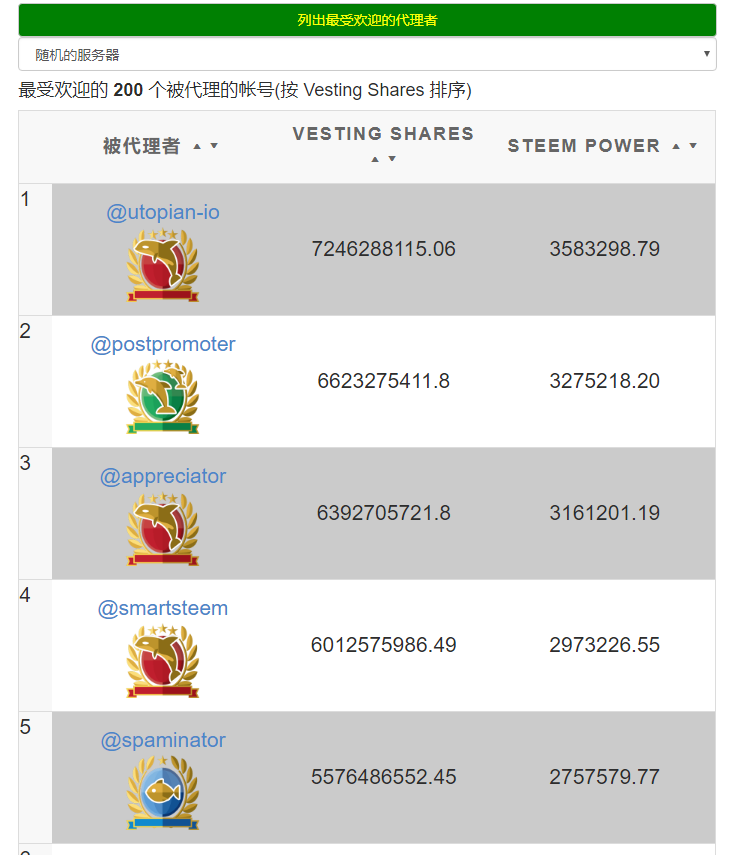 列出最受欢迎的代理者
随机的服务器
最受欢迎的 200 个被代理的帐号(按 Vesting Shares 排序)
被代理者 ▲ ▼ VESTING SHARES ▲ ▼ STEEM POWER ▲ ▼
1 @utopian-io 7246288115.06 3583298.79
2 @postpromoter 6623275411.8 3275218.20
3 @appreciator 6392705721.8 3161201.19
4 @smartsteem 6012575986.49 2973226.55
5 @spaminator 5576486552.45 2757579.77